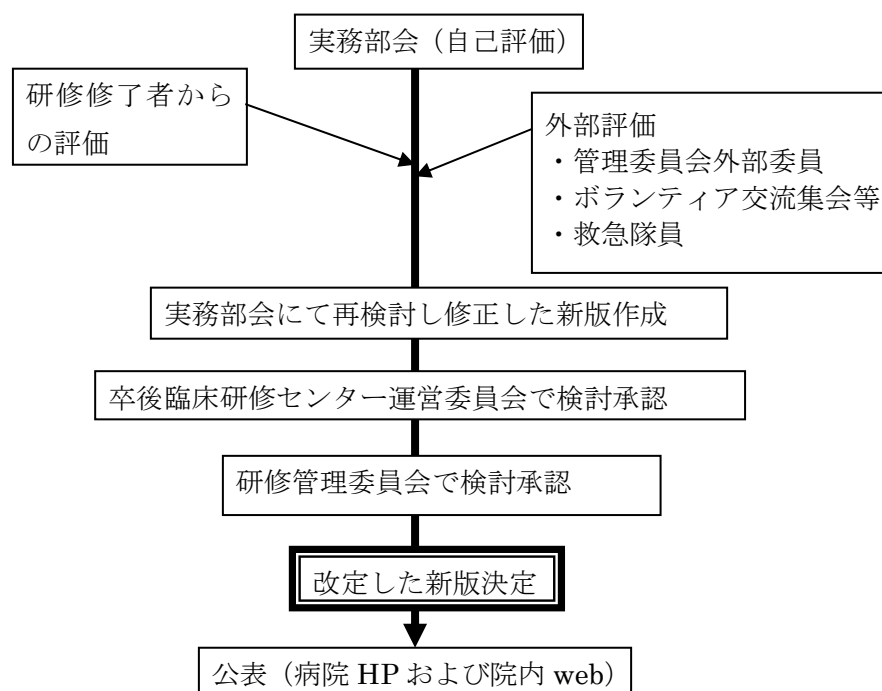 実務部会（自己評価）
研修修了者から
の評価
外部評価
・管理委員会外部委員
・ボランティア交流集会等
・救急隊員
実務部会にて再検討し修正した新版作成
卒後臨床研修センター運営委員会で検討承認
研修管理委員会で検討承認
改定した新版決定
公表（病院 HP および院内 web）